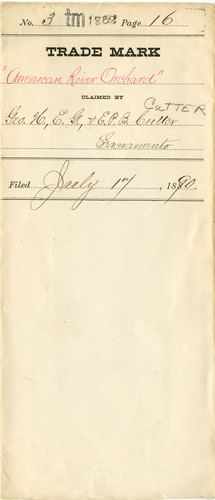 No. 3 tm 1882 Page 16
TRADE MARK
"American River Orchard"
CLAIMED BY
CUTTER
Geo. H., E. G., & E. P. B. Cutter
Sacramento
Filed July 17, 1890.